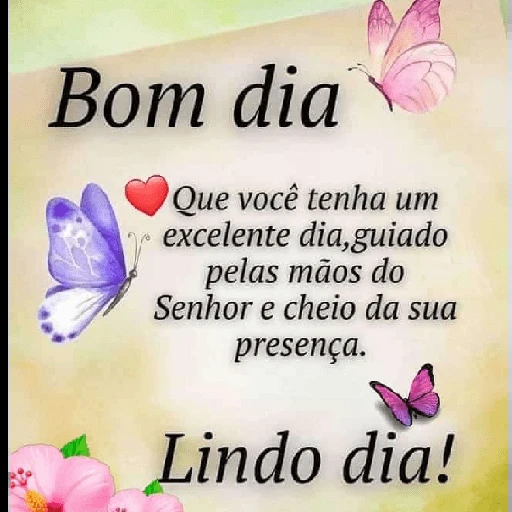 Bom dia
❤️Que você tenha um
excelente dia,guiado
pelas mãos do
Senhor e cheio da sua
presença.
Lindo dia!